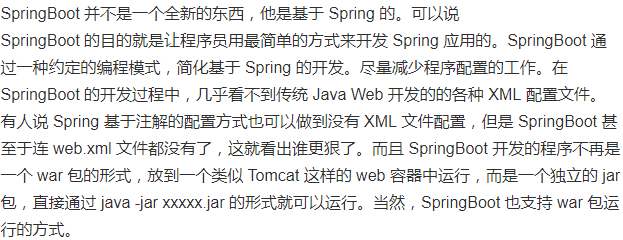 SpringBoot 并不是一个全新的东西，他是基于 Spring 的。可以说
SpringBoot 的目的就是让程序员用最简单的方式来开发 Spring 应用的。SpringBoot 通
过一种约定的编程模式，简化基于 Spring 的开发。尽量减少程序配置的工作。在
SpringBoot 的开发过程中，几乎看不到传统 Java Web 开发的的各种 XML 配置文件。
有人说 Spring 基于注解的配置方式也可以做到没有 XML 文件配置，但是 SpringBoot 甚
至于连 web.xml 文件都没有了，这就看出谁更狠了。而且 SpringBoot 开发的程序不再是
一个 war 包的形式，放到一个类似 Tomcat 这样的 web 容器中运行，而是一个独立的 jar
包，直接通过 java -jar xxxxx.jar 的形式就可以运行。当然，SpringBoot 也支持 war 包运
行的方式。